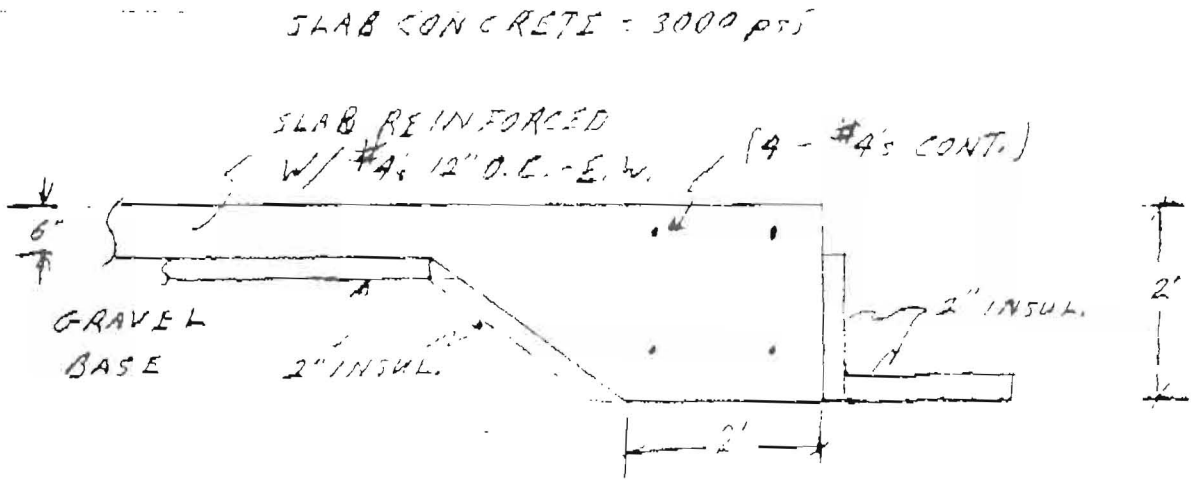 SLAB CONCRETE = 3000 psi
SLAB REINFORCED
W/ #4's 12" O.C.-E.W.
(4 - #4's CONT.)
6"
2'
GRAVEL
BASE
2" INSUL.
2" INSUL.
2'